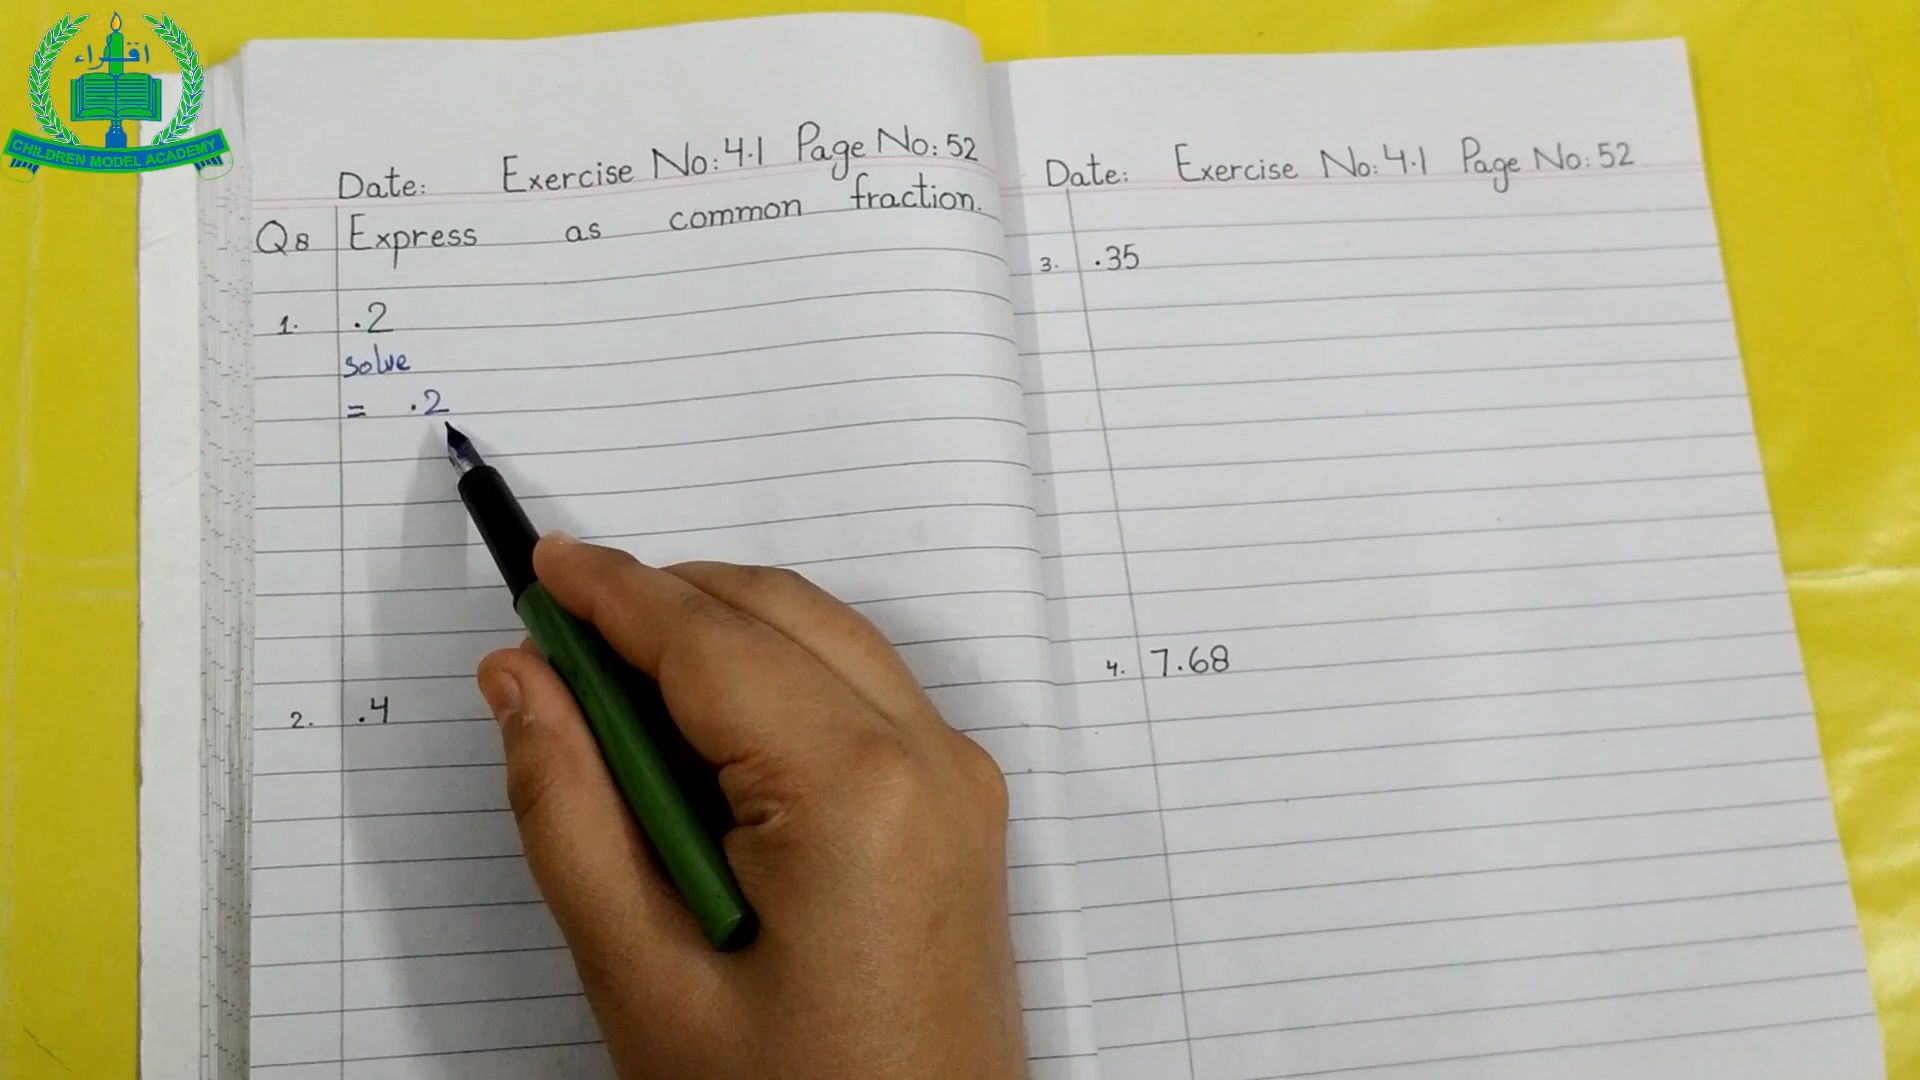 اقراء
CHILDREN MODEL ACADEMY
Date: Exercise No: 4.1 Page No: 52
Q8 Express as common fraction.
1. .2
solve
= .2
2. .4
Date: Exercise No: 4.1 Page No: 52
3. .35
4. 7.68